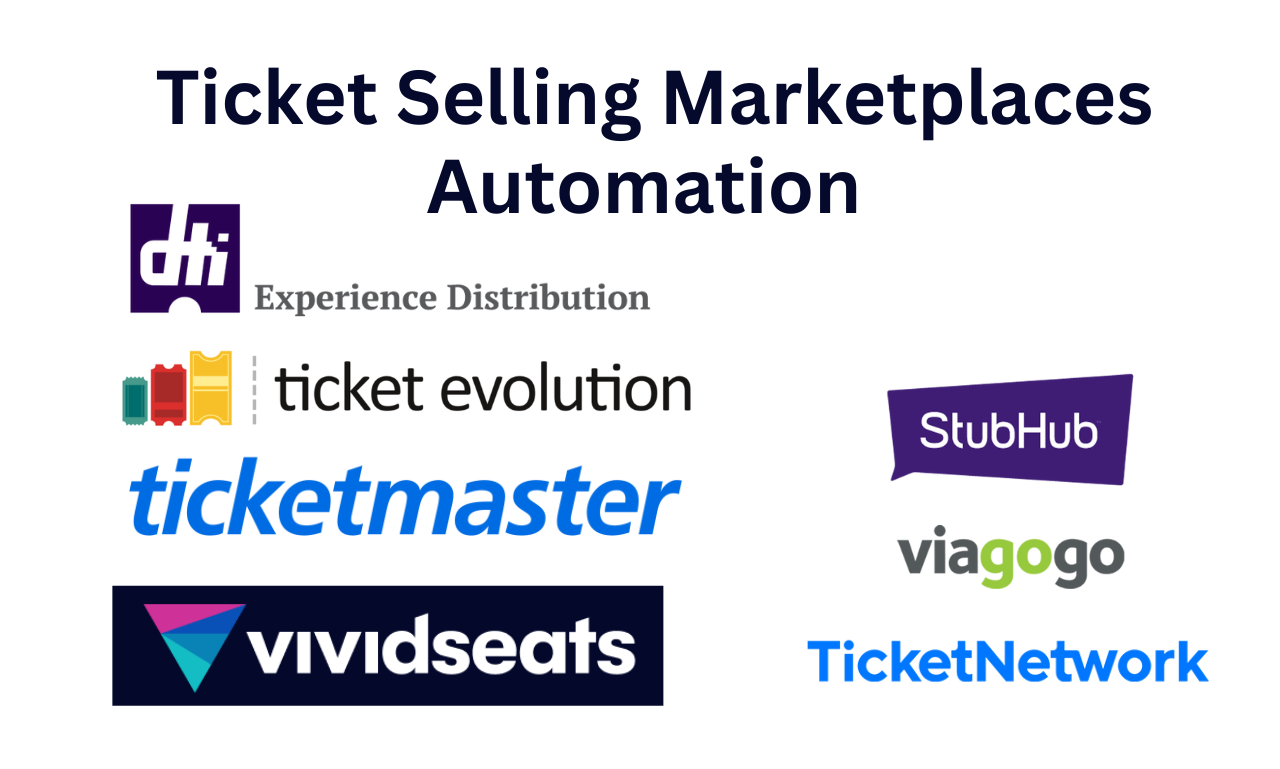 Ticket Selling Marketplaces
Automation
dti
Experience Distribution
ticket evolution
ticketmaster
vividseats
StubHub
viagogo
TicketNetwork